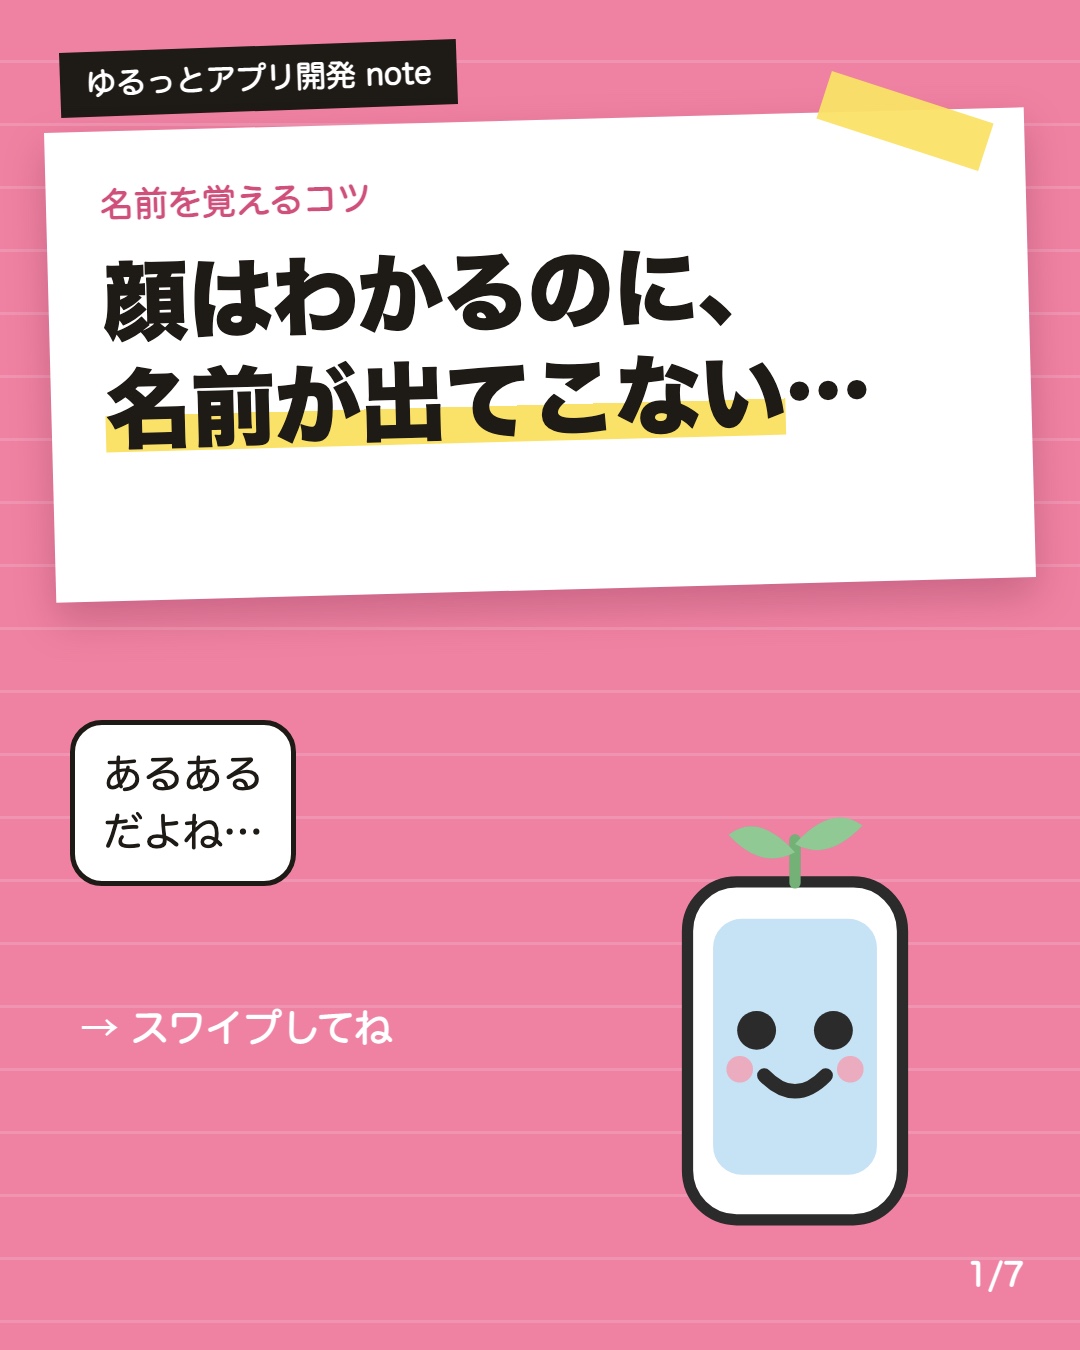 ゆるっとアプリ開発 note
名前を覚えるコツ
顔はわかるのに、
名前が出てこない…
あるある
だよね…
→ スワイプしてね
1/7